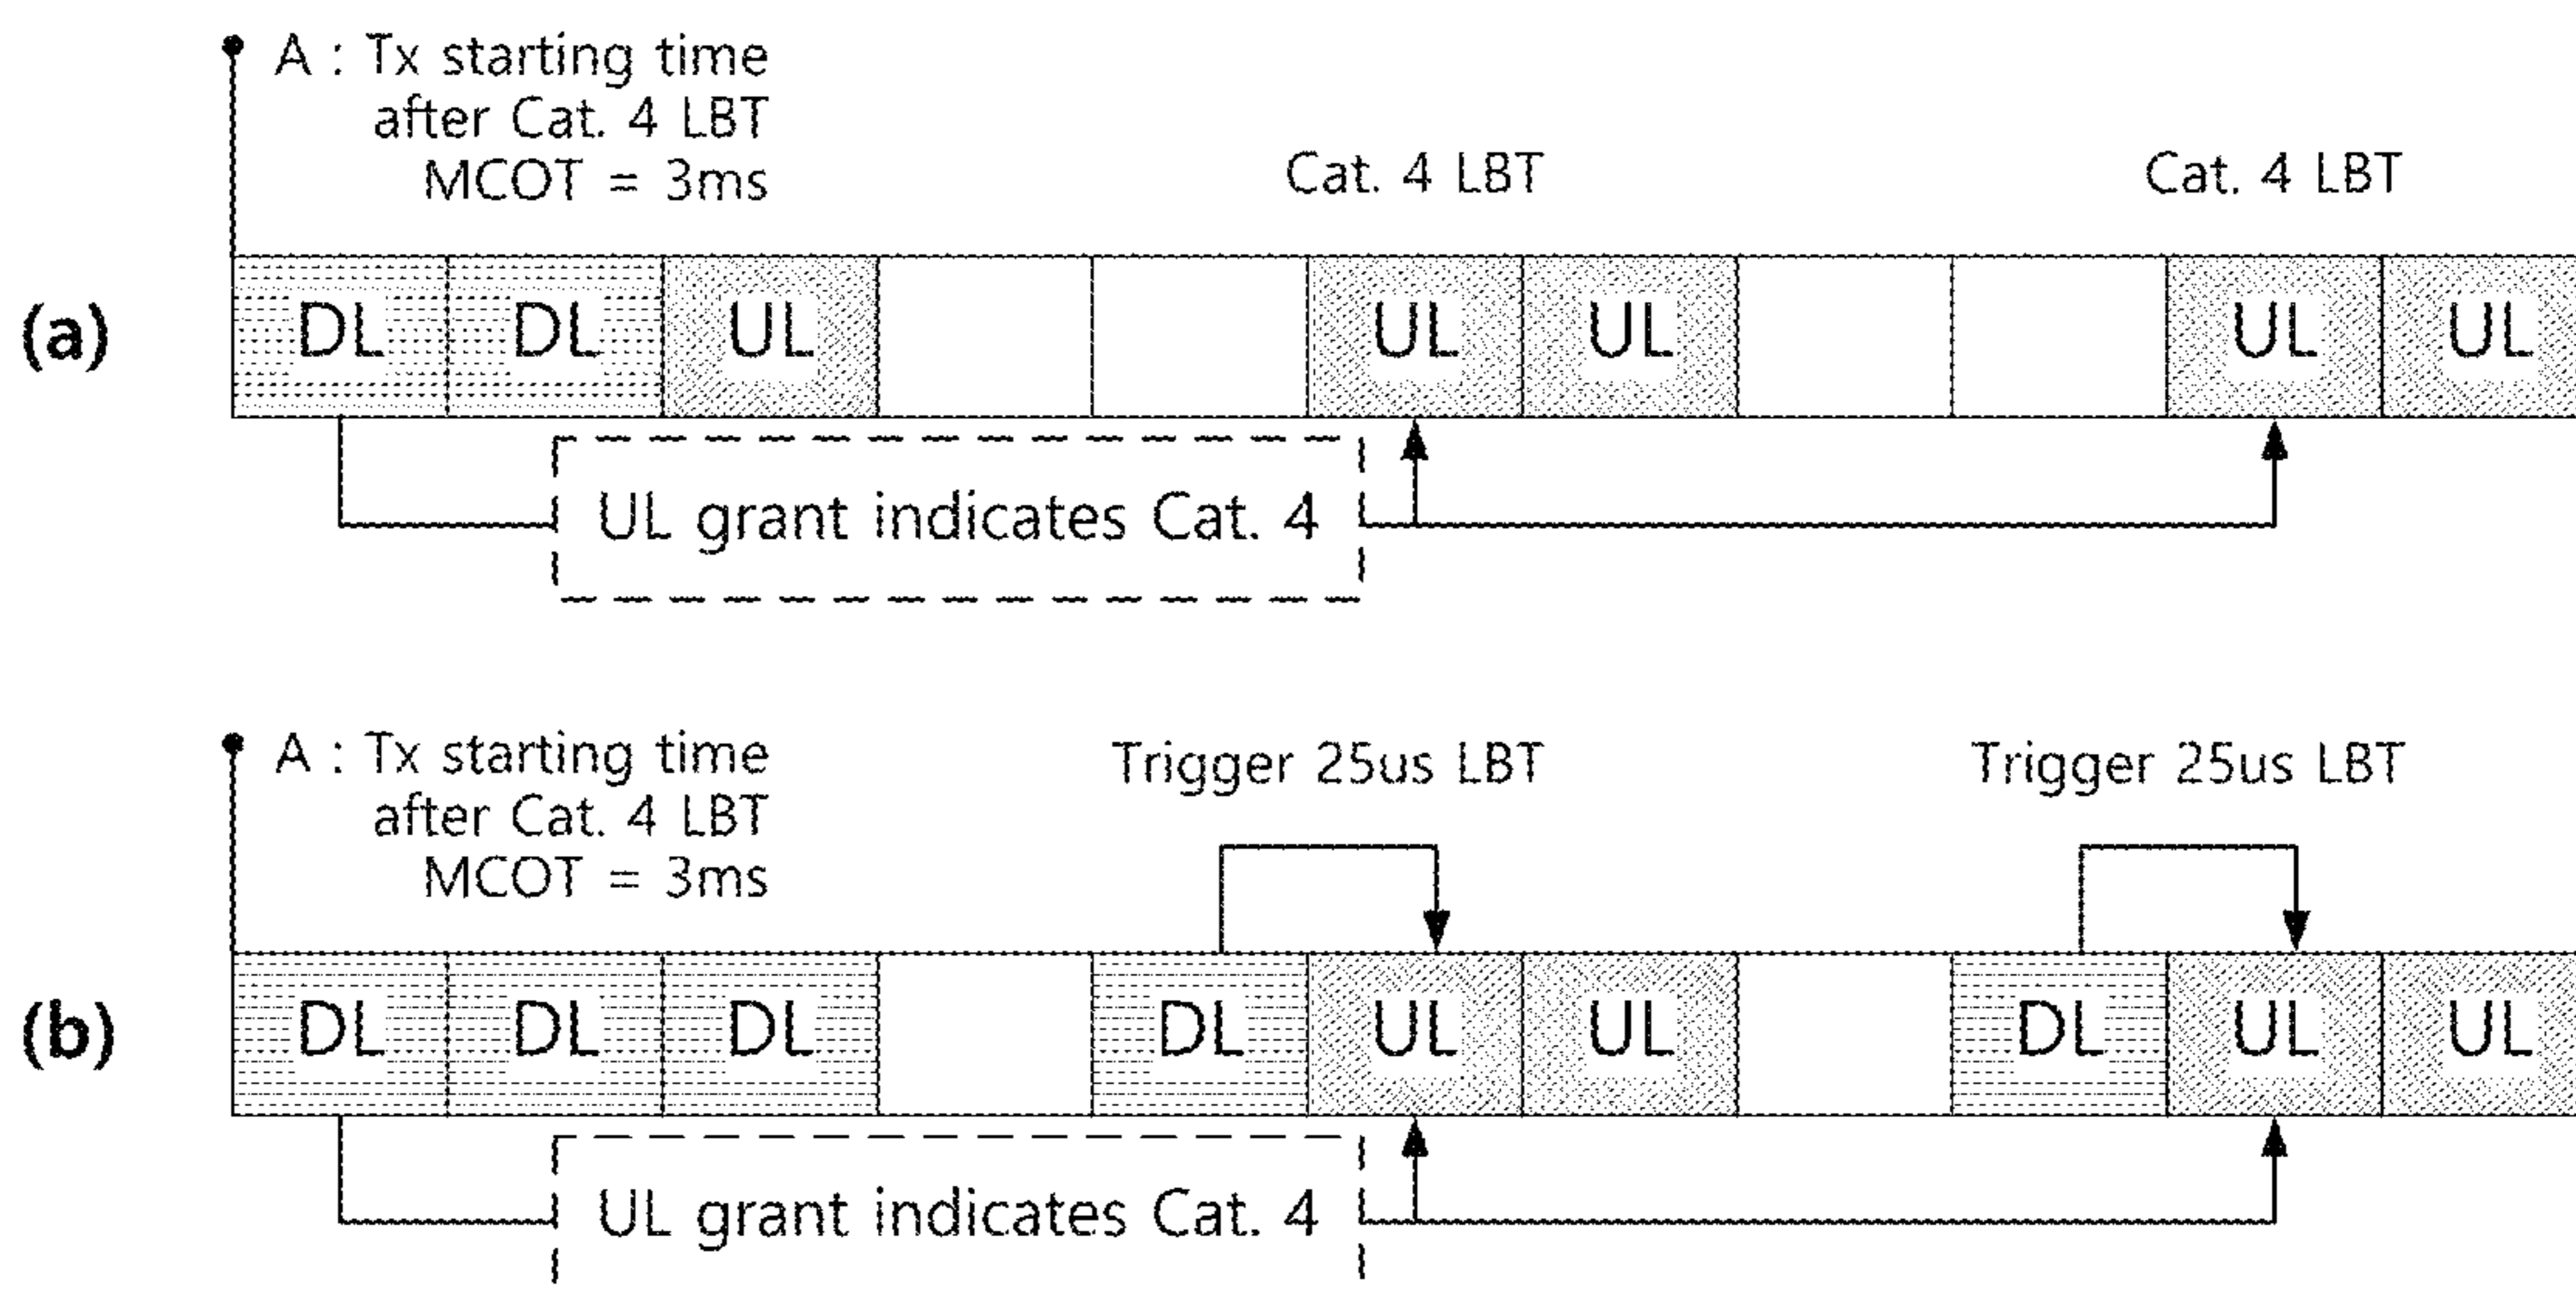 A : Tx starting time
after Cat. 4 LBT
MCOT = 3ms
Cat. 4 LBT
Cat. 4 LBT
(a)
DL DL UL UL UL UL UL
UL grant indicates Cat. 4
A : Tx starting time
after Cat. 4 LBT
MCOT = 3ms
Trigger 25us LBT
Trigger 25us LBT
(b)
DL DL DL DL UL UL DL UL UL
UL grant indicates Cat. 4